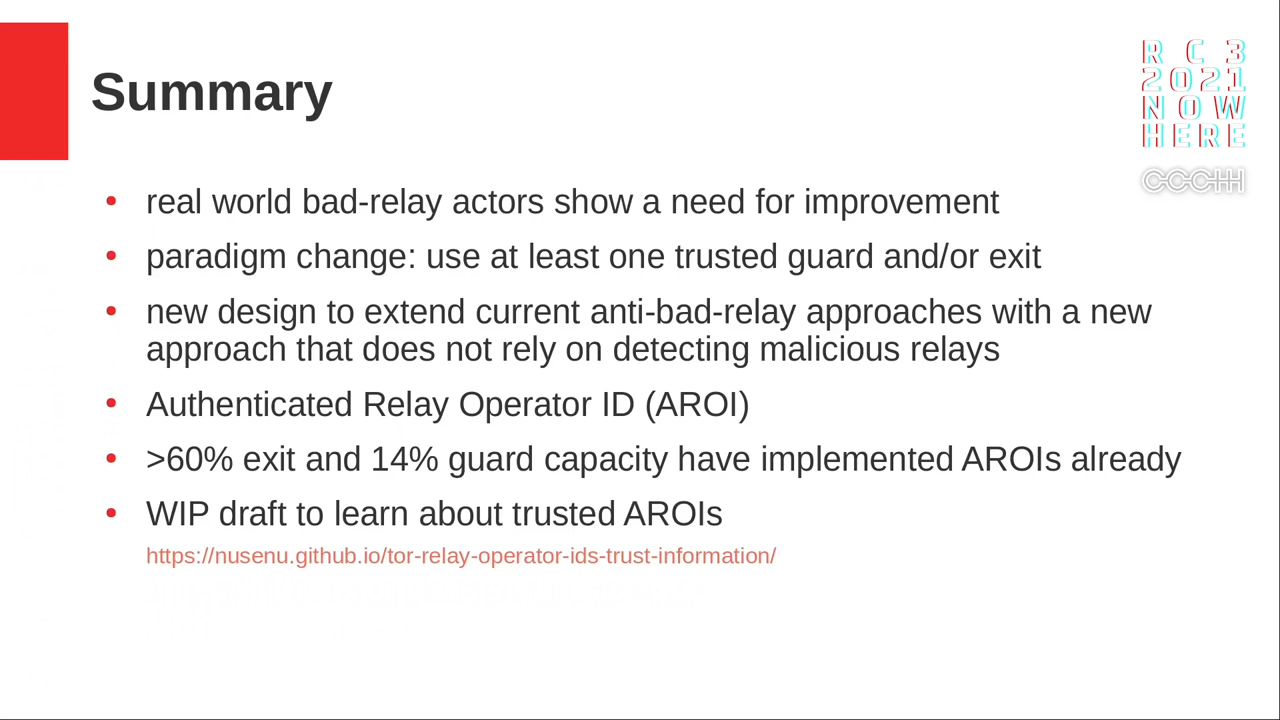 Summary
R C 3
2021
NOW
HERE
CCCHH
• real world bad-relay actors show a need for improvement
• paradigm change: use at least one trusted guard and/or exit
• new design to extend current anti-bad-relay approaches with a new
approach that does not rely on detecting malicious relays
• Authenticated Relay Operator ID (AROI)
• >60% exit and 14% guard capacity have implemented AROIs already
• WIP draft to learn about trusted AROIs
https://nusenu.github.io/tor-relay-operator-ids-trust-information/